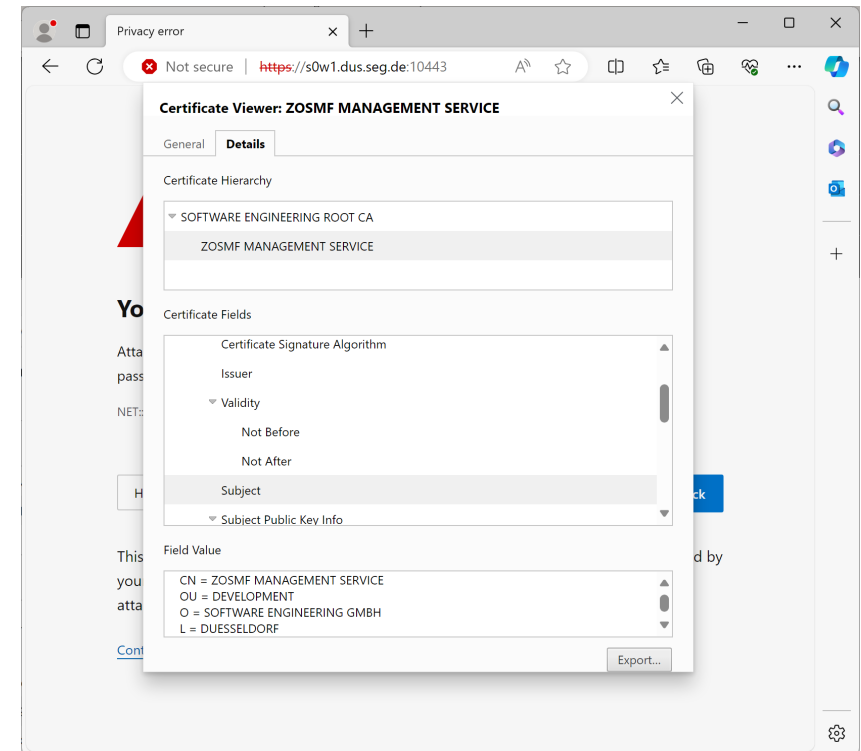 Privacy error
Not secure | https://s0w1.dus.seg.de:10443
Certificate Viewer: ZOSMF MANAGEMENT SERVICE
General Details
Certificate Hierarchy
SOFTWARE ENGINEERING ROOT CA
ZOSMF MANAGEMENT SERVICE
Yo
Certificate Fields
Certificate Signature Algorithm
Atta
Issuer
pass
Validity
NET::
Not Before
Not After
H
Subject
ck
Subject Public Key Info
Field Value
This
d by
CN = ZOSMF MANAGEMENT SERVICE
you
OU = DEVELOPMENT
atta
O = SOFTWARE ENGINEERING GMBH
L = DUESSELDORF
Cont
Export...